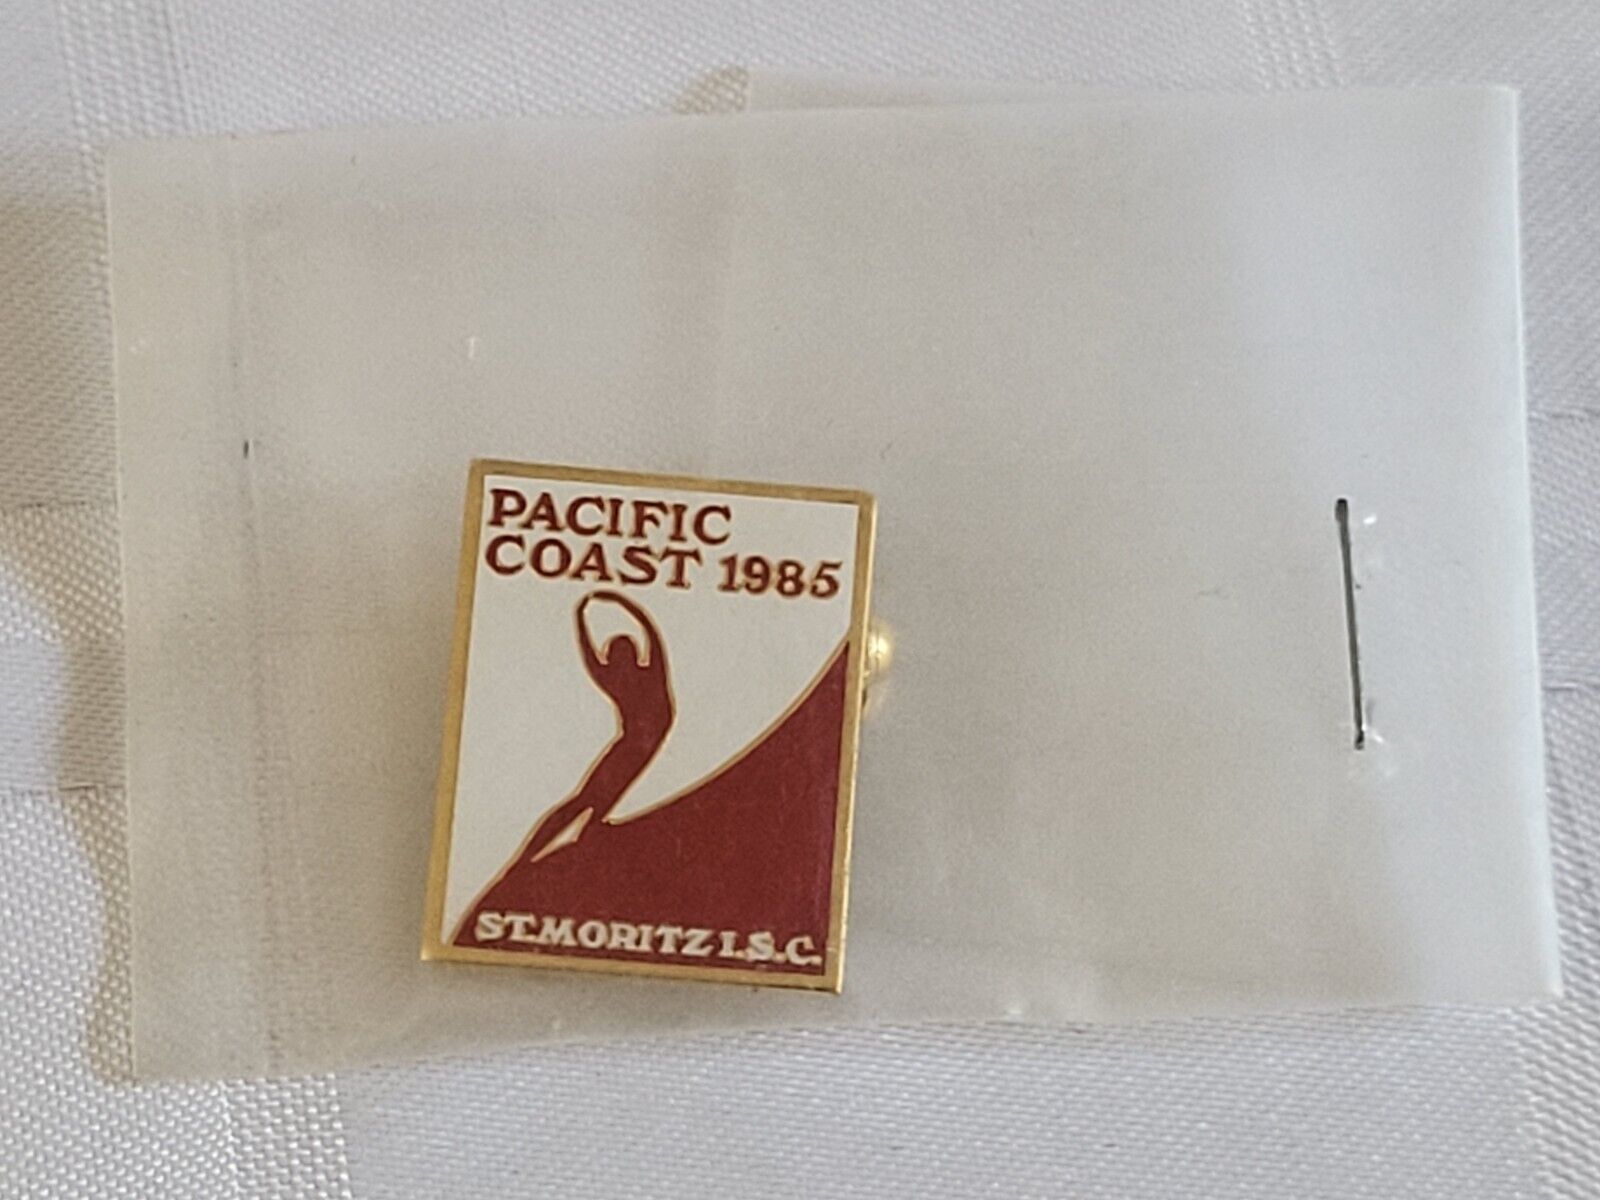 PACIFIC
COAST 1985
ST.MORITZ I.S.C.